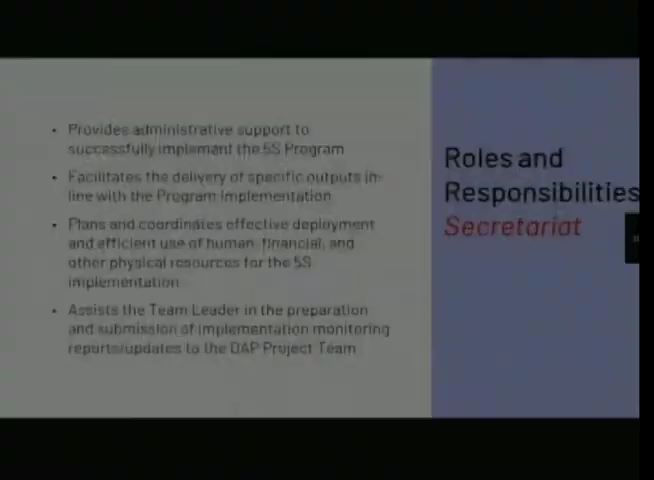 • Provides administrative support to
successfully implement the 5S Program
• Facilitates the delivery of specific outputs in-
line with the Program Implementation
• Plans and coordinates effective deployment
and efficient use of human, financial, and
other physical resources for the 5S
implementation
• Assists the Team Leader in the preparation
and submission of implementation monitoring
reports/updates to the DAP Project Team
Roles and
Responsibilities
Secretariat